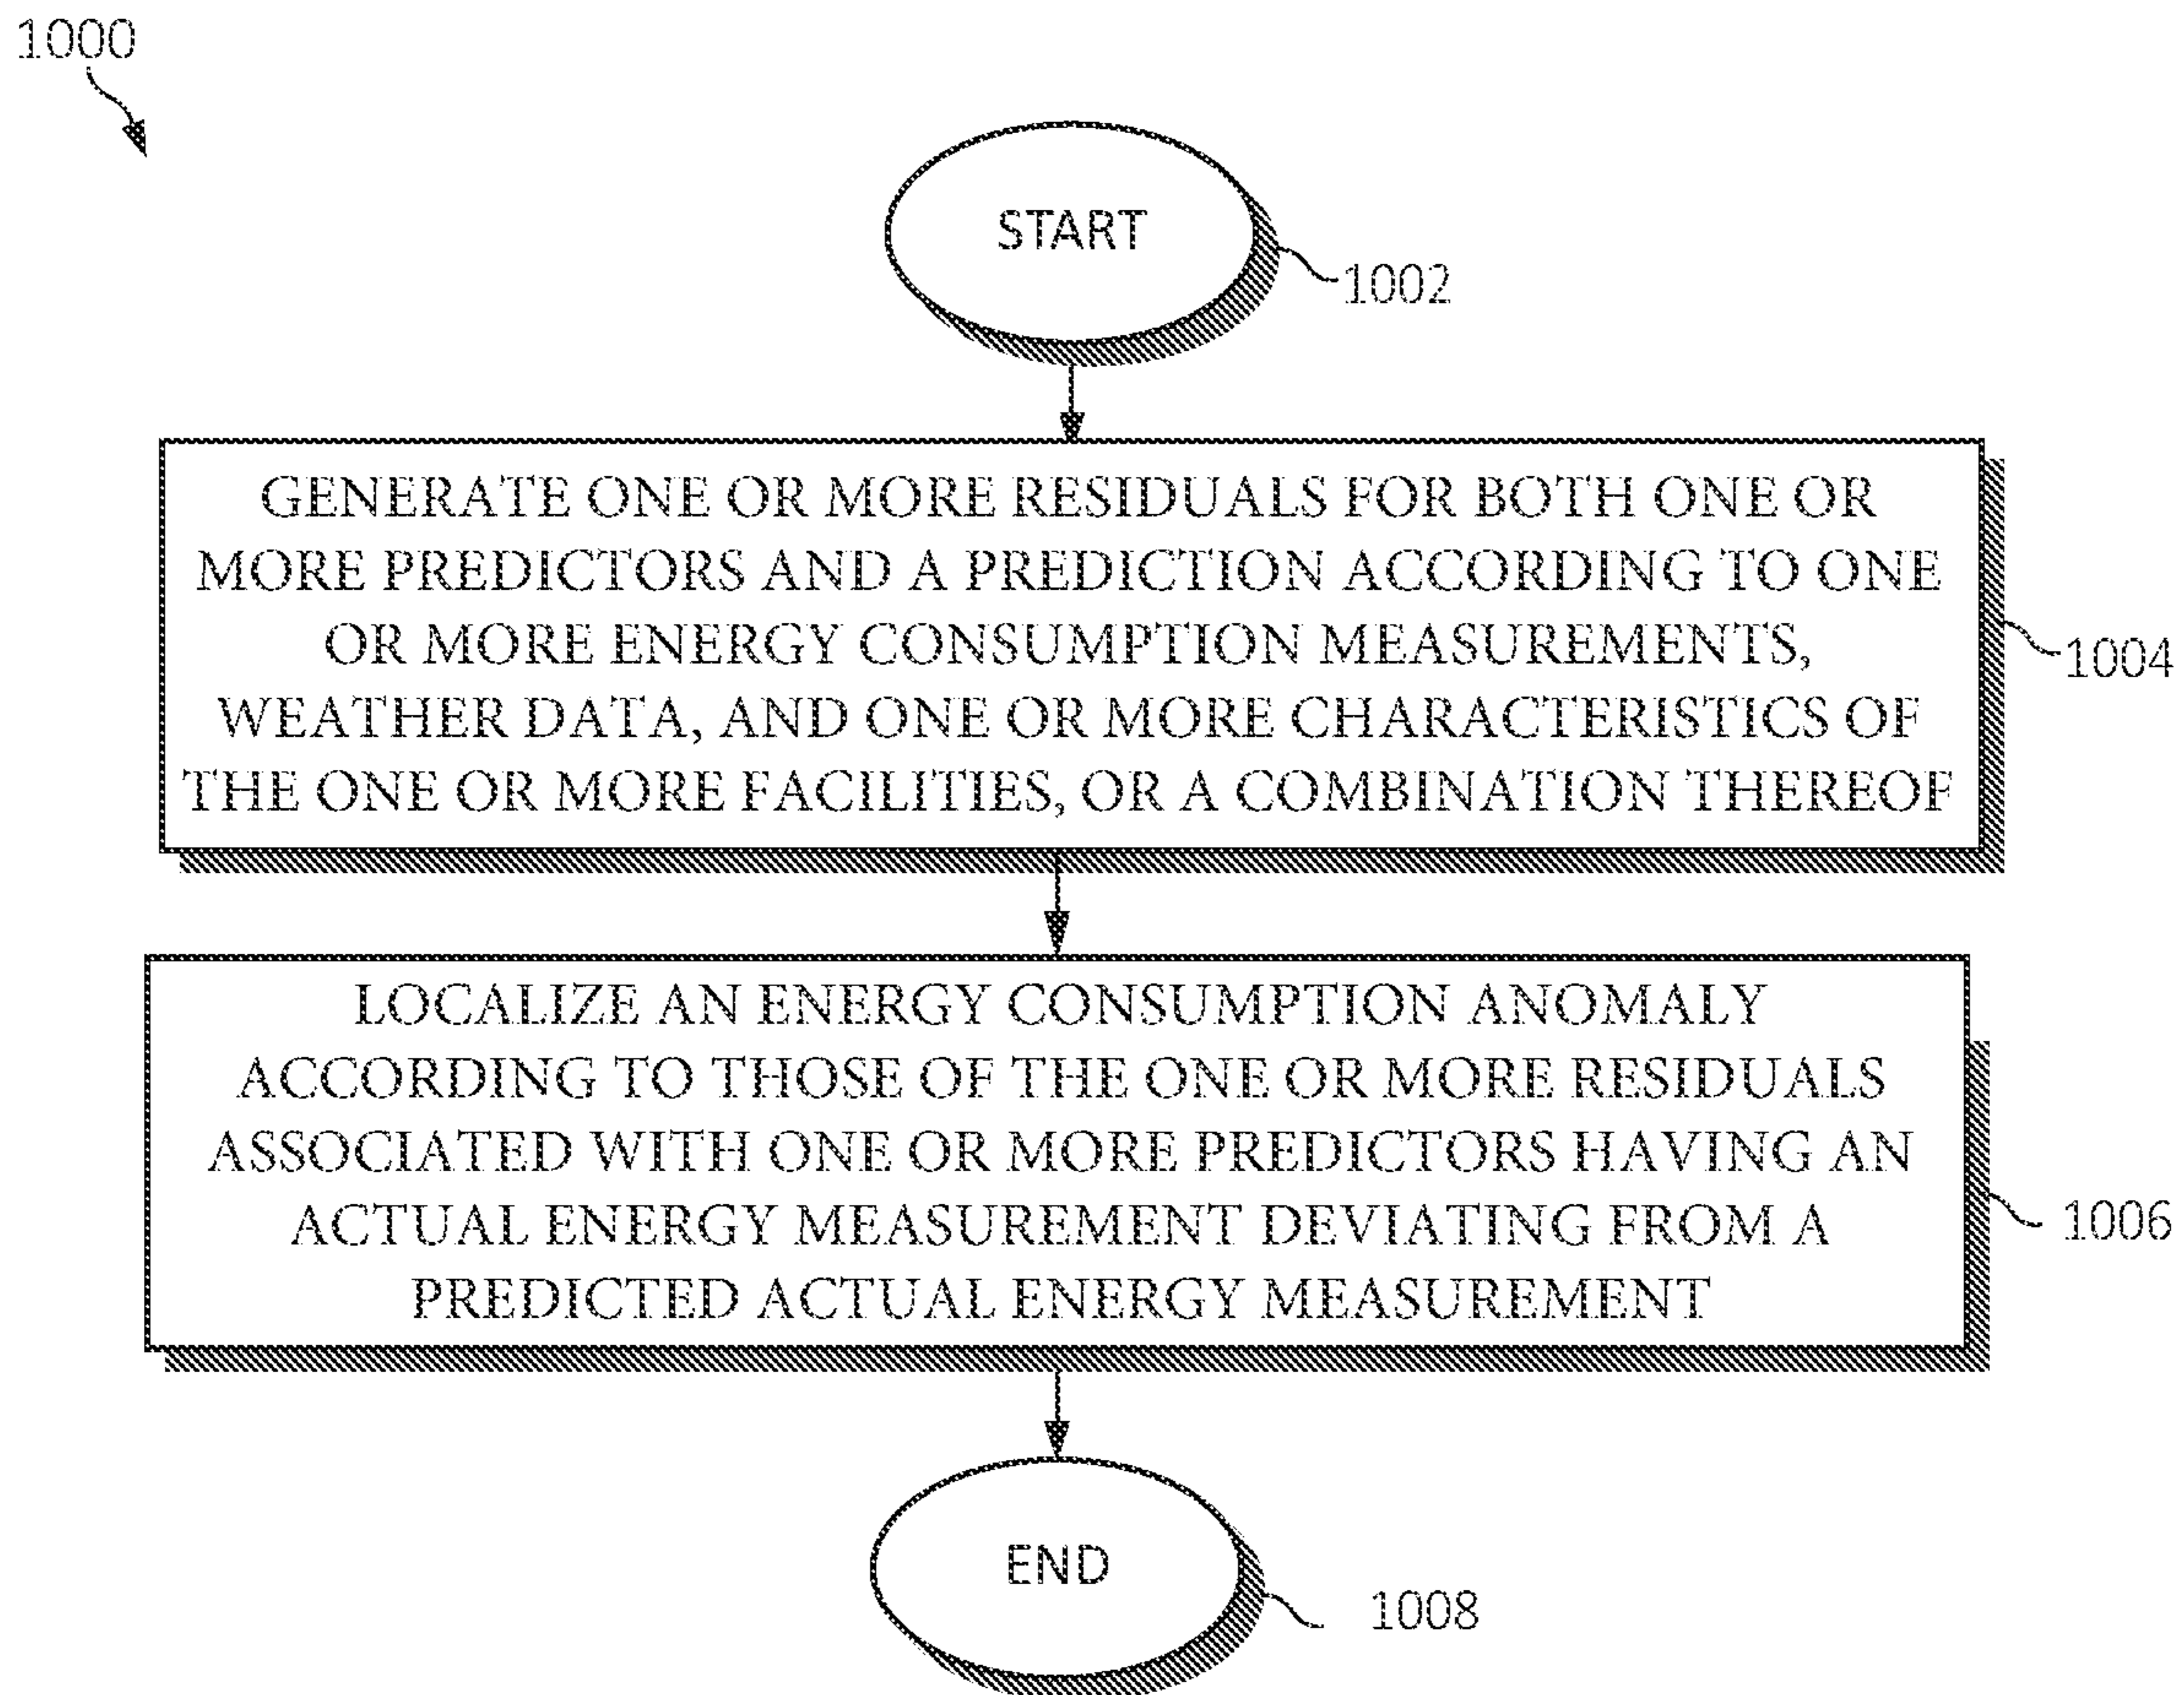 1000
START
1002
GENERATE ONE OR MORE RESIDUALS FOR BOTH ONE OR
MORE PREDICTORS AND A PREDICTION ACCORDING TO ONE
OR MORE ENERGY CONSUMPTION MEASUREMENTS,
WEATHER DATA, AND ONE OR MORE CHARACTERISTICS OF
THE ONE OR MORE FACILITIES, OR A COMBINATION THEREOF
1004
LOCALIZE AN ENERGY CONSUMPTION ANOMALY
ACCORDING TO THOSE OF THE ONE OR MORE RESIDUALS
ASSOCIATED WITH ONE OR MORE PREDICTORS HAVING AN
ACTUAL ENERGY MEASUREMENT DEVIATING FROM A
PREDICTED ACTUAL ENERGY MEASUREMENT
1006
END
1008